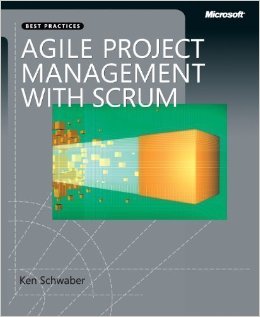 BEST PRACTICES
Microsoft®
AGILE PROJECT
MANAGEMENT
WITH SCRUM
Ken Schwaber